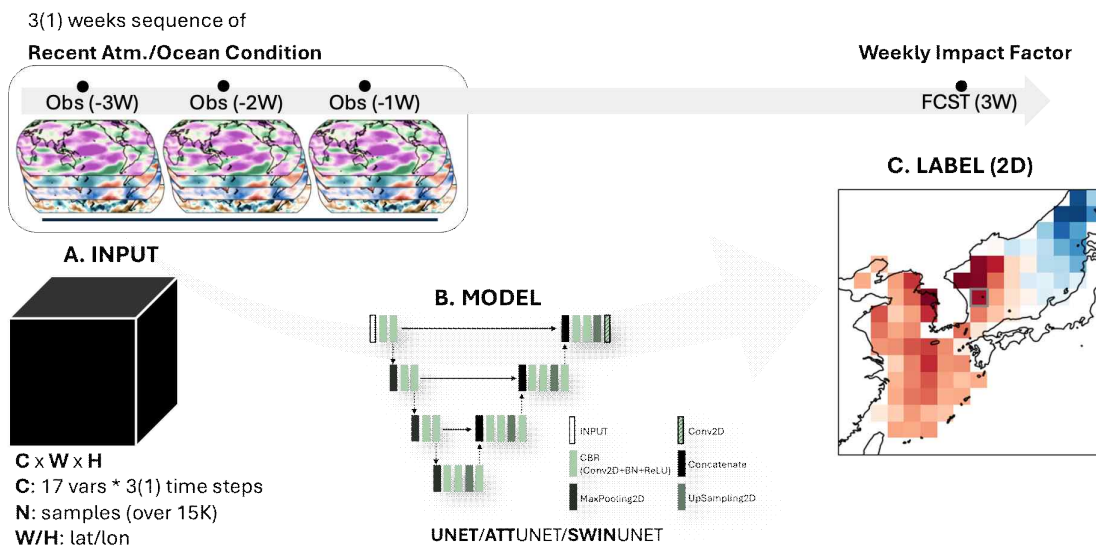 3(1) weeks sequence of
Recent Atm./Ocean Condition
Weekly Impact Factor
Obs (-3W)
Obs (-2W)
Obs (-1W)
FCST (3W)
C. LABEL (2D)
A. INPUT
B. MODEL
INPUT
Conv2D
CBR
(Conv2D+BN+ReLU)
Concatenate
MaxPooling2D
UpSampling2D
C x W x H
C: 17 vars * 3(1) time steps
N: samples (over 15K)
W/H: lat/lon
UNET/ATTUNET/SWINUNET